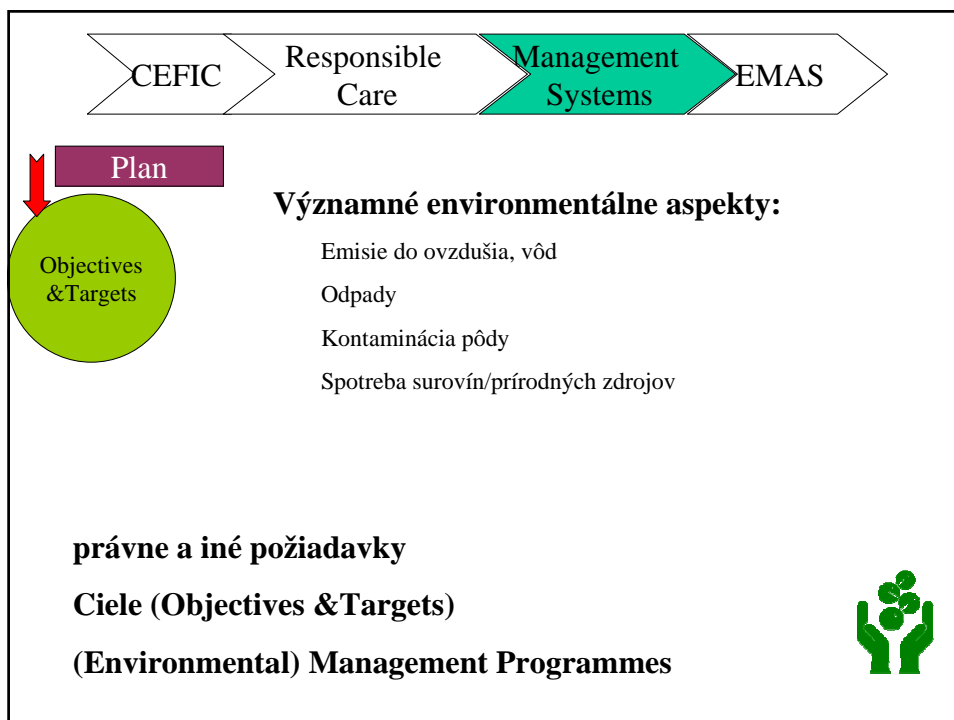 CEFIC
Responsible
Care
Management
Systems
EMAS
Plan
Objectives
&Targets
Významné environmentálne aspekty:
Emisie do ovzdušia, vôd
Odpady
Kontaminácia pôdy
Spotreba surovín/prírodných zdrojov
právne a iné požiadavky
Ciele (Objectives &Targets)
(Environmental) Management Programmes